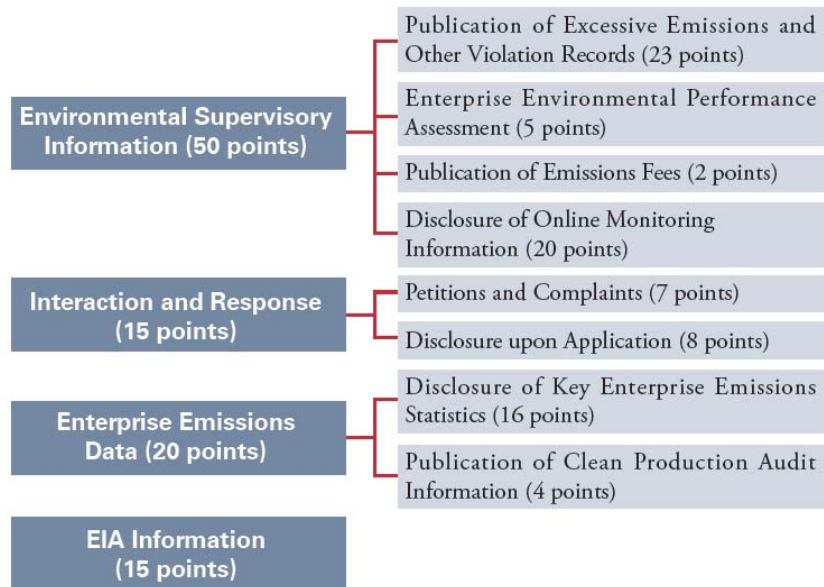 Environmental Supervisory
Information (50 points)
Publication of Excessive Emissions and
Other Violation Records (23 points)
Enterprise Environmental Performance
Assessment (5 points)
Publication of Emissions Fees (2 points)
Disclosure of Online Monitoring
Information (20 points)
Interaction and Response
(15 points)
Petitions and Complaints (7 points)
Disclosure upon Application (8 points)
Enterprise Emissions
Data (20 points)
Disclosure of Key Enterprise Emissions
Statistics (16 points)
Publication of Clean Production Audit
Information (4 points)
EIA Information
(15 points)